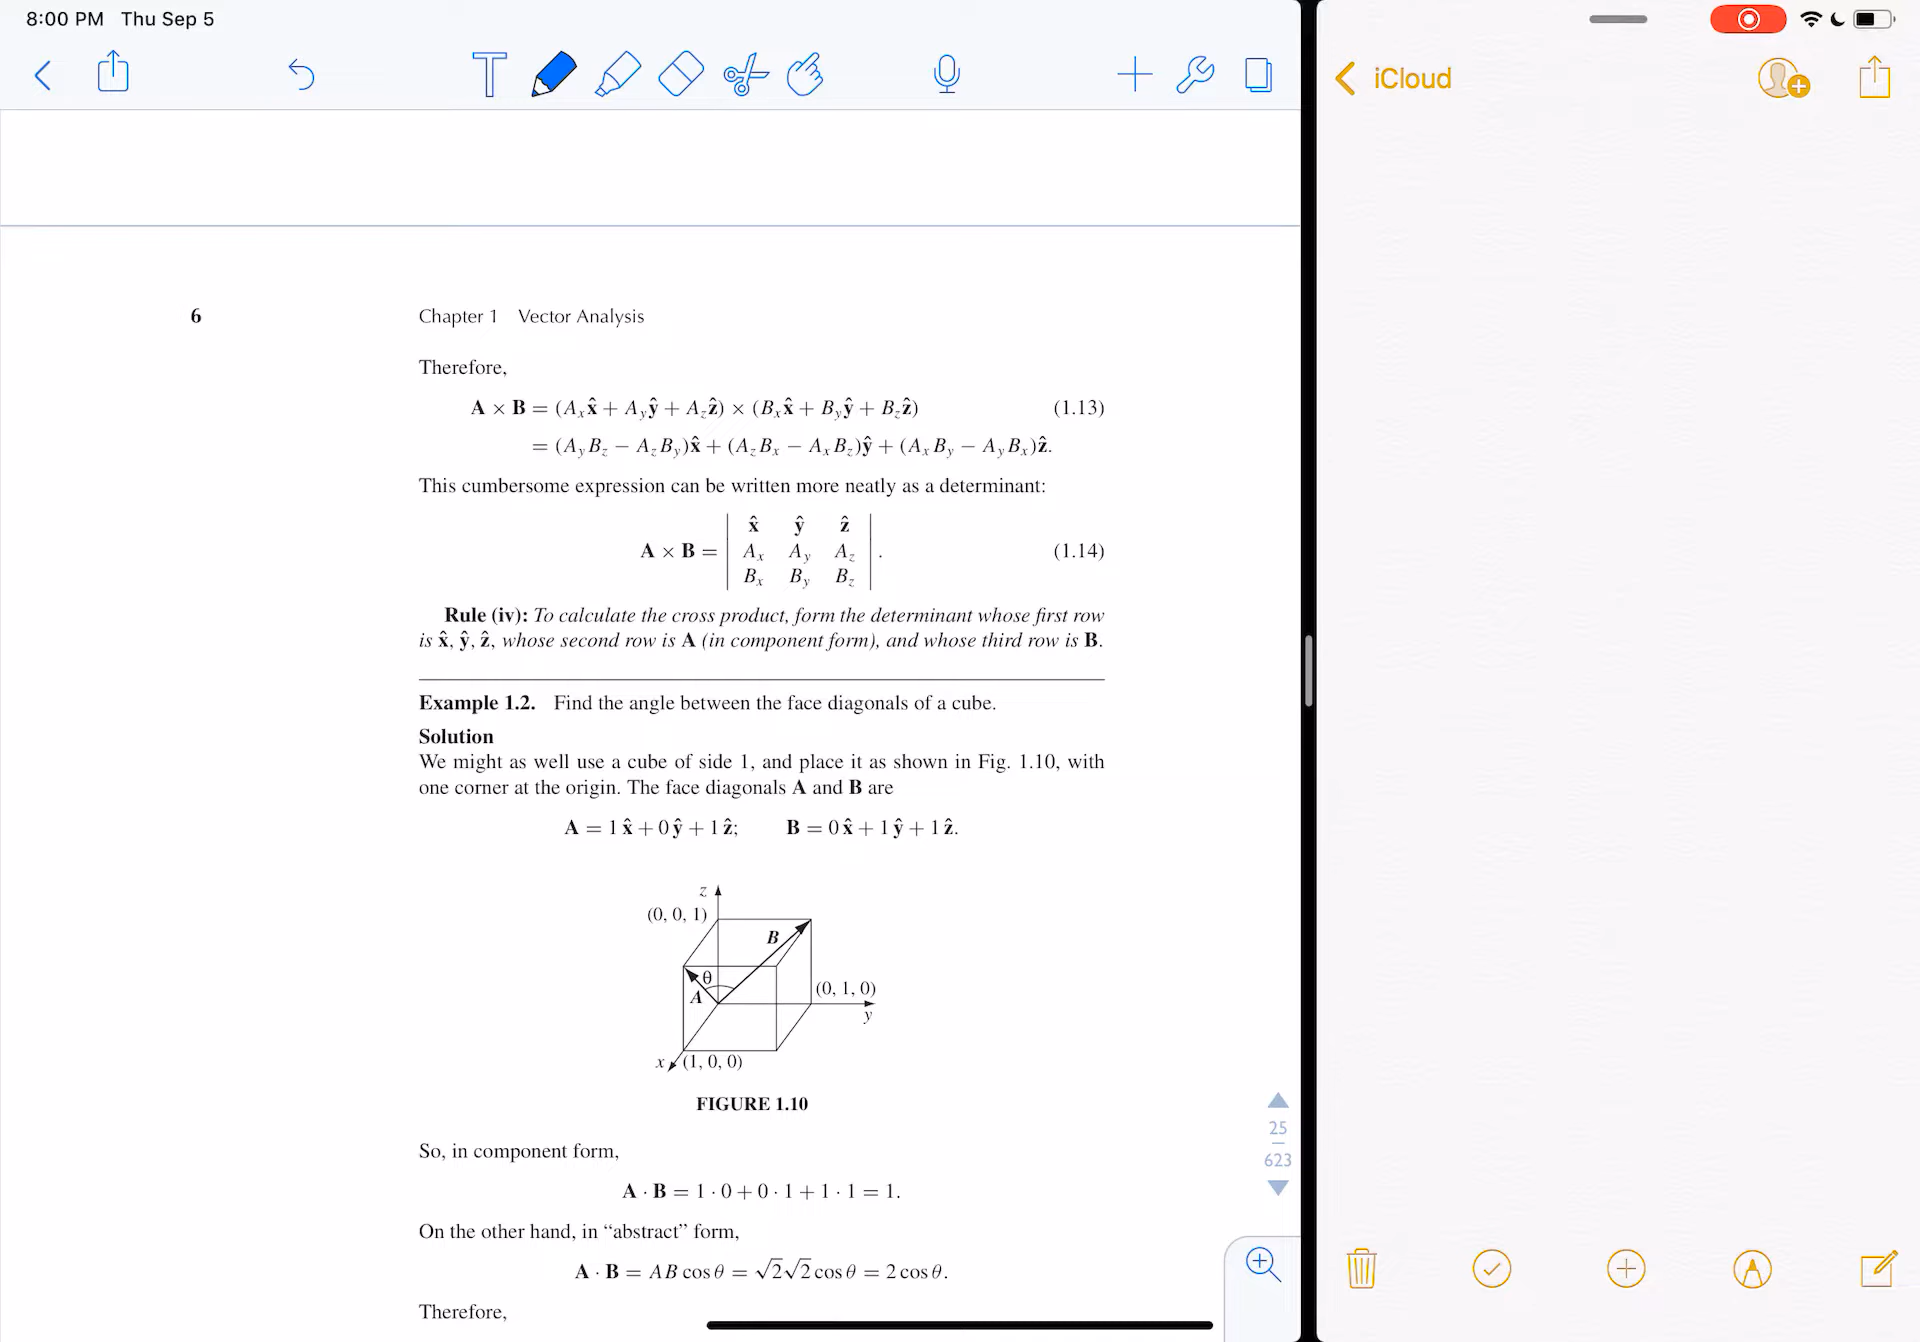 8:00 PM Thu Sep 5
iCloud
6 Chapter 1 Vector Analysis
Therefore,
A × B = (Aₓx̂ + A_yŷ + A_zẑ) × (Bₓx̂ + B_yŷ + B_zẑ) (1.13)
= (A_yB_z − A_zB_y)x̂ + (A_zBₓ − AₓB_z)ŷ + (AₓB_y − A_yBₓ)ẑ.
This cumbersome expression can be written more neatly as a determinant:
x̂ ŷ ẑ
A × B = | Aₓ A_y A_z | . (1.14)
Bₓ B_y B_z
Rule (iv): To calculate the cross product, form the determinant whose first row
is x̂, ŷ, ẑ, whose second row is A (in component form), and whose third row is B.
Example 1.2. Find the angle between the face diagonals of a cube.
Solution
We might as well use a cube of side 1, and place it as shown in Fig. 1.10, with
one corner at the origin. The face diagonals A and B are
A = 1 x̂ + 0 ŷ + 1 ẑ; B = 0 x̂ + 1 ŷ + 1 ẑ.
z
(0, 0, 1)
B
θ
A
(0, 1, 0)
y
x (1, 0, 0)
FIGURE 1.10
25
623
So, in component form,
A · B = 1 · 0 + 0 · 1 + 1 · 1 = 1.
On the other hand, in “abstract” form,
A · B = AB cos θ = √2√2 cos θ = 2 cos θ.
Therefore,